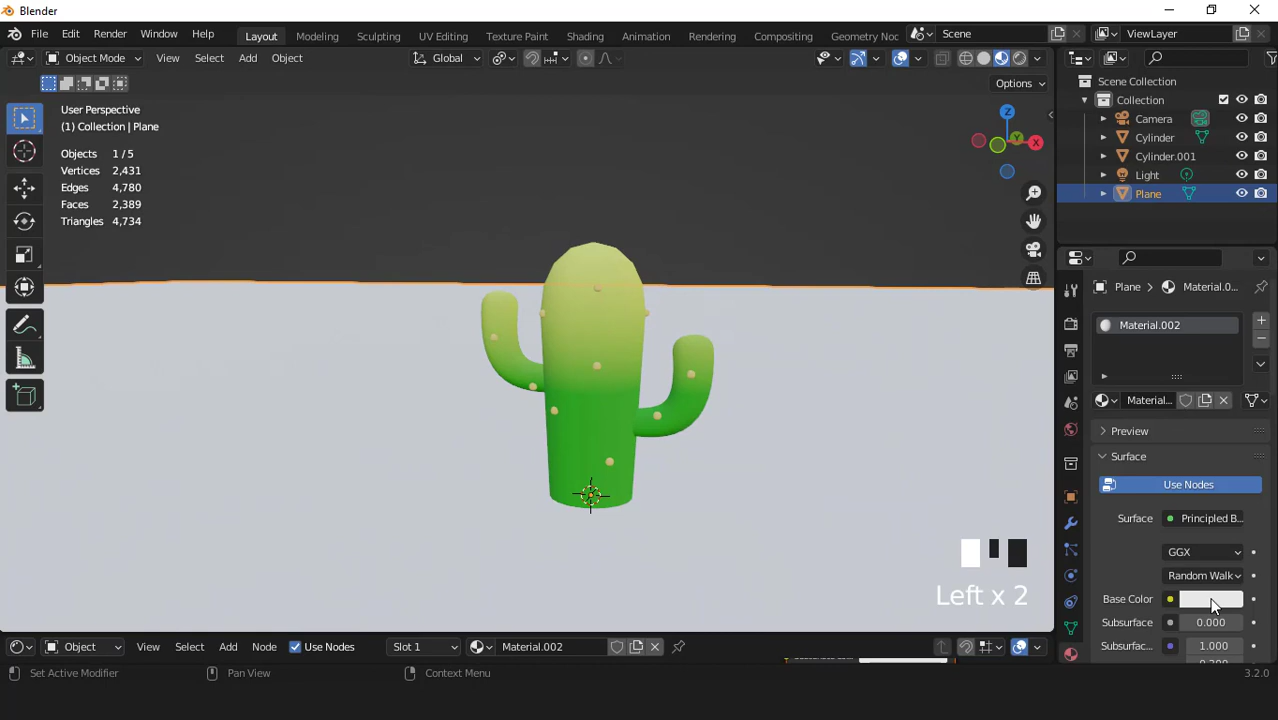 Blender
File Edit Render Window Help Layout Modeling Sculpting UV Editing Texture Paint Shading Animation Rendering Compositing Geometry Noc Scene ViewLayer
Object Mode View Select Add Object Global
Options
User Perspective
(1) Collection | Plane
Objects 1 / 5
Vertices 2,431
Edges 4,780
Faces 2,389
Triangles 4,734
Z
Y
X
Scene Collection
Collection
Camera
Cylinder
Cylinder.001
Light
Plane
Plane > Material.0...
Material.002
Material...
Preview
Surface
Use Nodes
Surface Principled B...
GGX
Random Walk
Base Color
Subsurface 0.000
Subsurfac... 1.000
Left x 2
Object View Select Add Node Use Nodes Slot 1 Material.002
Set Active Modifier Pan View Context Menu 3.2.0